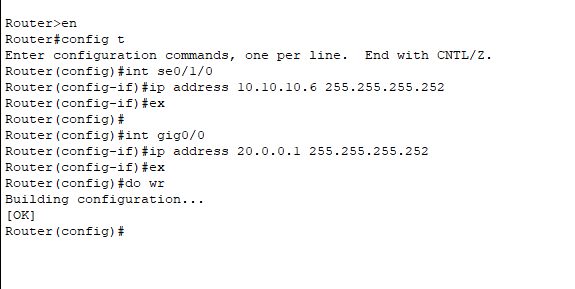 Router>en
Router#config t
Enter configuration commands, one per line.  End with CNTL/Z.
Router(config)#int se0/1/0
Router(config-if)#ip address 10.10.10.6 255.255.255.252
Router(config-if)#ex
Router(config)#
Router(config)#int gig0/0
Router(config-if)#ip address 20.0.0.1 255.255.255.252
Router(config-if)#ex
Router(config)#do wr
Building configuration...
[OK]
Router(config)#